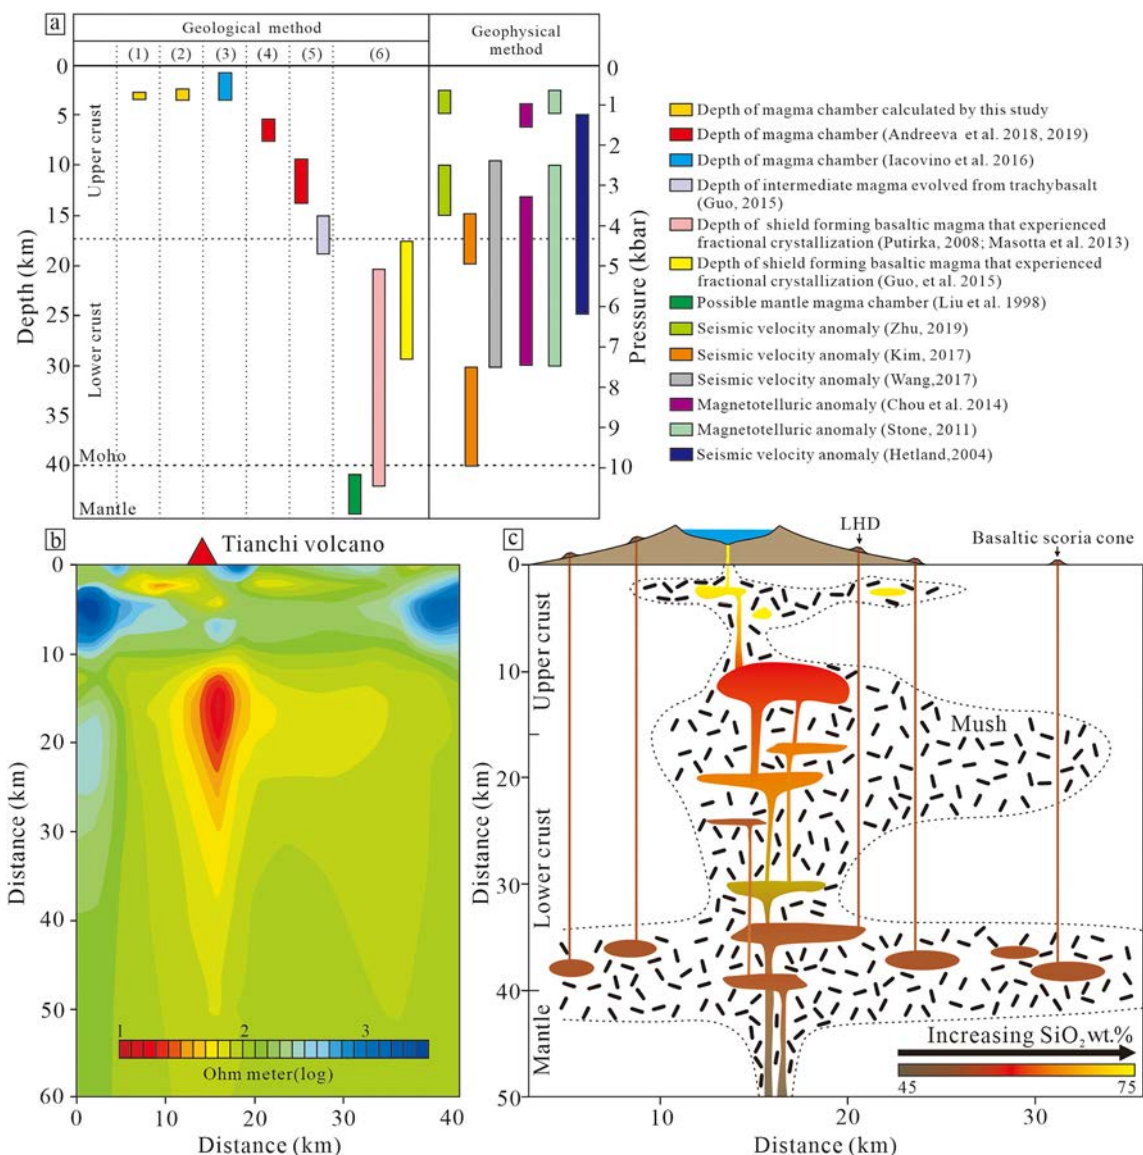 a
Geological method
Geophysical
method
(1) (2) (3) (4) (5) (6)
0
5
10
15
20
25
30
35
40
Depth (km)
Upper crust
Lower crust
Moho
Mantle
0
1
2
3
4
5
6
7
8
9
10
Pressure (kbar)
Depth of magma chamber calculated by this study
Depth of magma chamber (Andreeva et al. 2018, 2019)
Depth of magma chamber (Iacovino et al. 2016)
Depth of intermediate magma evolved from trachybasalt
(Guo, 2015)
Depth of shield forming basaltic magma that experienced
fractional crystallization (Putirka, 2008; Masotta et al. 2013)
Depth of shield forming basaltic magma that experienced
fractional crystallization (Guo, et al. 2015)
Possible mantle magma chamber (Liu et al. 1998)
Seismic velocity anomaly (Zhu, 2019)
Seismic velocity anomaly (Kim, 2017)
Seismic velocity anomaly (Wang,2017)
Magnetotelluric anomaly (Chou et al. 2014)
Magnetotelluric anomaly (Stone, 2011)
Seismic velocity anomaly (Hetland,2004)
b
Tianchi volcano
0
10
20
30
40
50
60
Distance (km)
1 2 3
Ohm meter(log)
0 10 20 30 40
Distance (km)
c
LHD
Basaltic scoria cone
0
10
20
30
40
50
Distance (km)
Upper crust
Lower crust
Mantle
Mush
Increasing SiO₂wt.%
45 75
10 20 30
Distance (km)